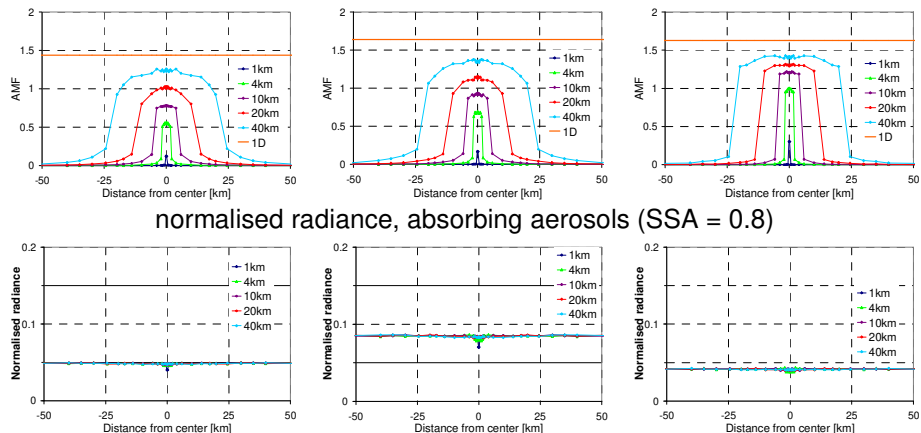 2
1.5
1
0.5
0
AMF
-50 -25 0 25 50
Distance from center [km]
1km
4km
10km
20km
40km
1D
2
1.5
1
0.5
0
AMF
-50 -25 0 25 50
Distance from center [km]
1km
4km
10km
20km
40km
1D
2
1.5
1
0.5
0
AMF
-50 -25 0 25 50
Distance from center [km]
1km
4km
10km
20km
40km
1D
normalised radiance, absorbing aerosols (SSA = 0.8)
0.2
0.1
0
Normalised radiance
-50 -25 0 25 50
Distance from center [km]
1km
4km
10km
20km
40km
0.2
0.1
0
Normalised radiance
-50 -25 0 25 50
Distance from center [km]
1km
4km
10km
20km
40km
0.2
0.1
0
Normalised radiance
-50 -25 0 25 50
Distance from center [km]
1km
4km
10km
20km
40km